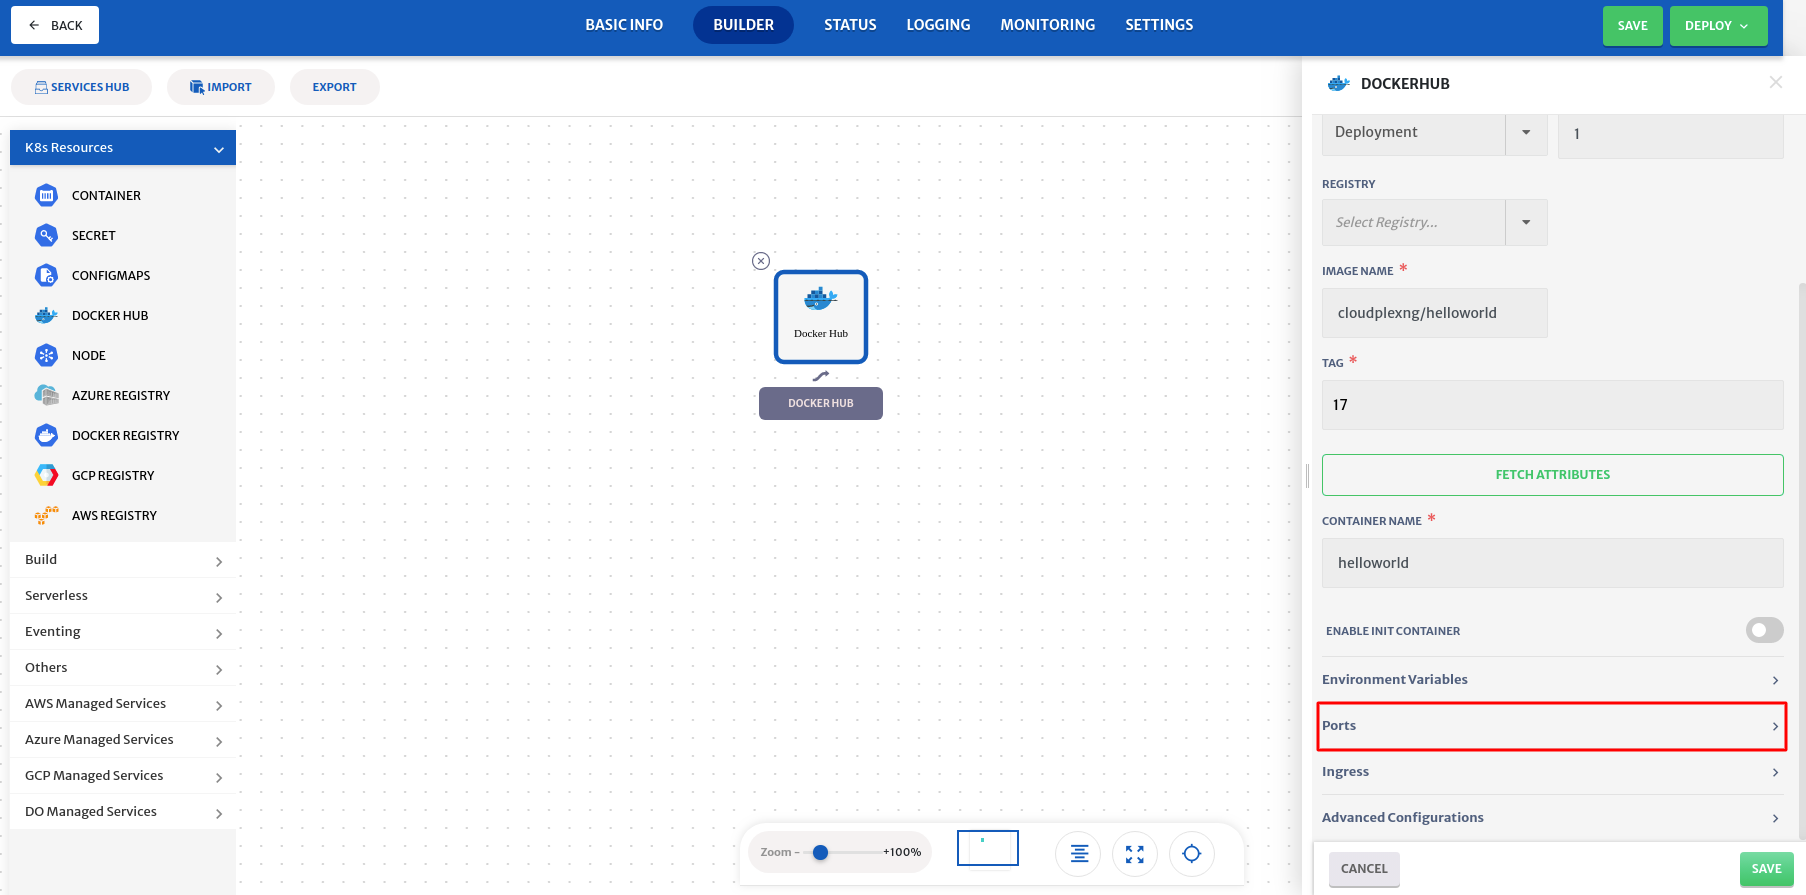 BACK
BASIC INFO
BUILDER
STATUS
LOGGING
MONITORING
SETTINGS
SAVE
DEPLOY
SERVICES HUB
IMPORT
EXPORT
K8s Resources
CONTAINER
SECRET
CONFIGMAPS
DOCKER HUB
NODE
AZURE REGISTRY
DOCKER REGISTRY
GCP REGISTRY
AWS REGISTRY
Build
Serverless
Eventing
Others
AWS Managed Services
Azure Managed Services
GCP Managed Services
DO Managed Services
Docker Hub
DOCKER HUB
Zoom - +100%
DOCKERHUB
Deployment
1
REGISTRY
Select Registry...
IMAGE NAME *
cloudplexng/helloworld
TAG *
17
FETCH ATTRIBUTES
CONTAINER NAME *
helloworld
ENABLE INIT CONTAINER
Environment Variables
Ports
Ingress
Advanced Configurations
CANCEL
SAVE